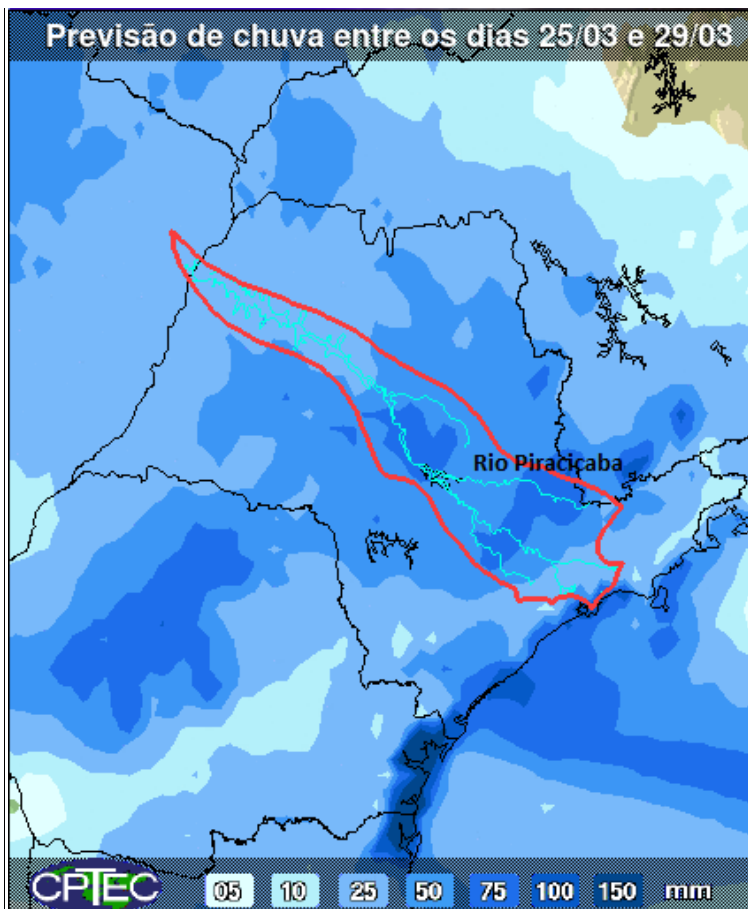 Previsão de chuva entre os dias 25/03 e 29/03
Rio Piracicaba
CPTEC 05 10 25 50 75 100 150 mm